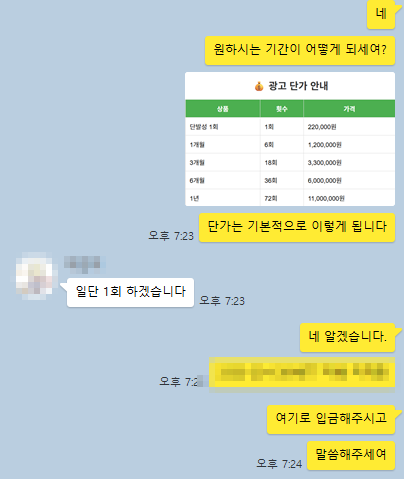 네
원하시는 기간이 어떻게 되세여?
💰 광고 단가 안내
상품 횟수 가격
단발성 1회 1회 220,000원
1개월 6회 1,200,000원
3개월 18회 3,300,000원
6개월 36회 6,000,000원
1년 72회 11,000,000원
오후 7:23 단가는 기본적으로 이렇게 됩니다
일단 1회 하겠습니다 오후 7:23
네 알겠습니다.
오후
여기로 입금해주시고
오후 7:24 말씀해주세여